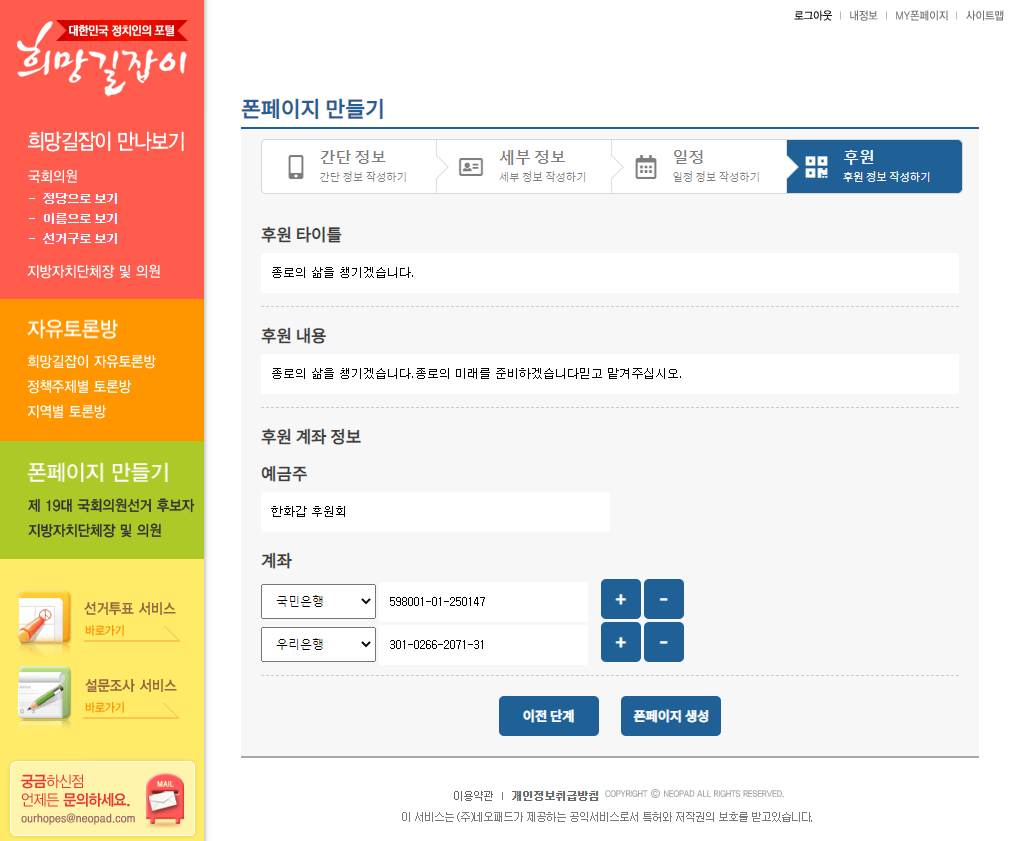 로그아웃 | 내정보 | MY폰페이지 | 사이트맵
대한민국 정치인의 포털
희망길잡이
희망길잡이 만나보기
국회의원
- 정당으로 보기
- 이름으로 보기
- 선거구로 보기
지방자치단체장 및 의원
자유토론방
희망길잡이 자유토론방
정책주제별 토론방
지역별 토론방
폰페이지 만들기
제 19대 국회의원선거 후보자
지방자치단체장 및 의원
선거투표 서비스
바로가기
설문조사 서비스
바로가기
궁금하신점
언제든 문의하세요.
ourhopes@neopad.com
MAIL
폰페이지 만들기
간단 정보
간단 정보 작성하기
세부 정보
세부 정보 작성하기
일정
일정 정보 작성하기
후원
후원 정보 작성하기
후원 타이틀
종로의 삶을 챙기겠습니다.
후원 내용
종로의 삶을 챙기겠습니다.종로의 미래를 준비하겠습니다믿고 맡겨주십시오.
후원 계좌 정보
예금주
한화갑 후원회
계좌
국민은행 598001-01-250147 + -
우리은행 301-0266-2071-31 + -
이전 단계 폰페이지 생성
이용약관 | 개인정보취급방침 COPYRIGHT ⓒ NEOPAD ALL RIGHTS RESERVED.
이 서비스는 (주)네오패드가 제공하는 공익서비스로서 특허와 저작권의 보호를 받고있습니다.